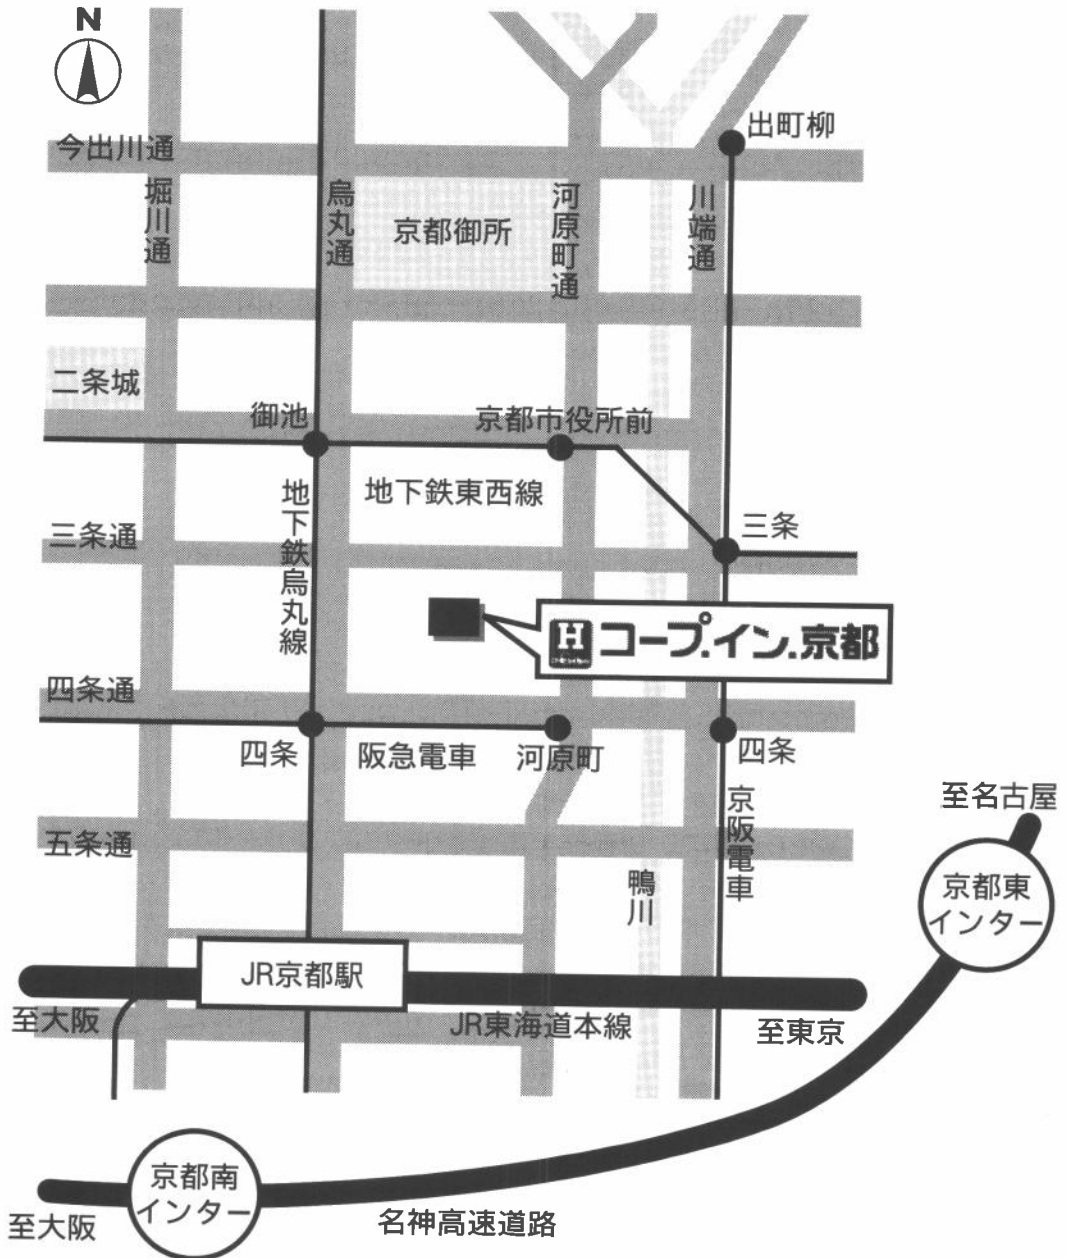 N
出町柳
今出川通
堀川通
烏丸通
河原町通
川端通
京都御所
二条城
御池
京都市役所前
地下鉄東西線
地下鉄烏丸線
三条通
三条
H コープ.イン.京都
四条通
四条
阪急電車
河原町
四条
至名古屋
京阪電車
五条通
鴨川
京都東
インター
JR京都駅
至大阪
JR東海道本線
至東京
京都南
インター
至大阪
名神高速道路